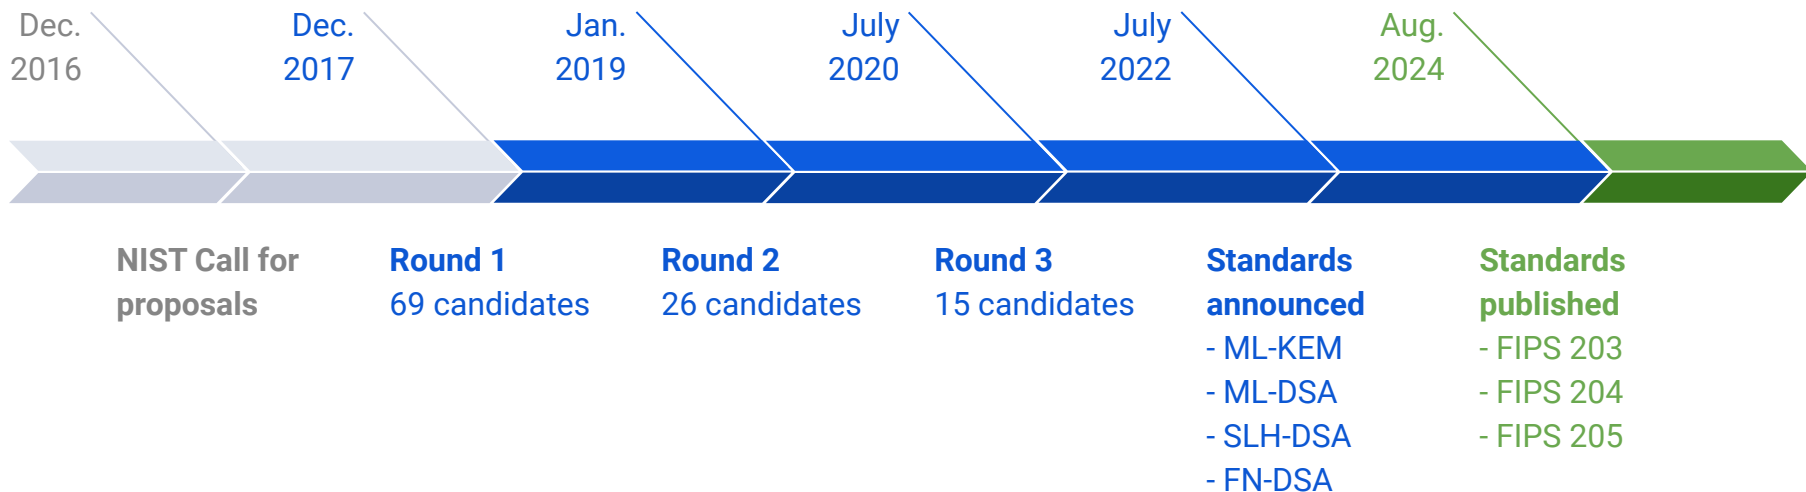 Dec.
2016
Dec.
2017
Jan.
2019
July
2020
July
2022
Aug.
2024
NIST Call for
proposals
Round 1
69 candidates
Round 2
26 candidates
Round 3
15 candidates
Standards
announced
- ML-KEM
- ML-DSA
- SLH-DSA
- FN-DSA
Standards
published
- FIPS 203
- FIPS 204
- FIPS 205